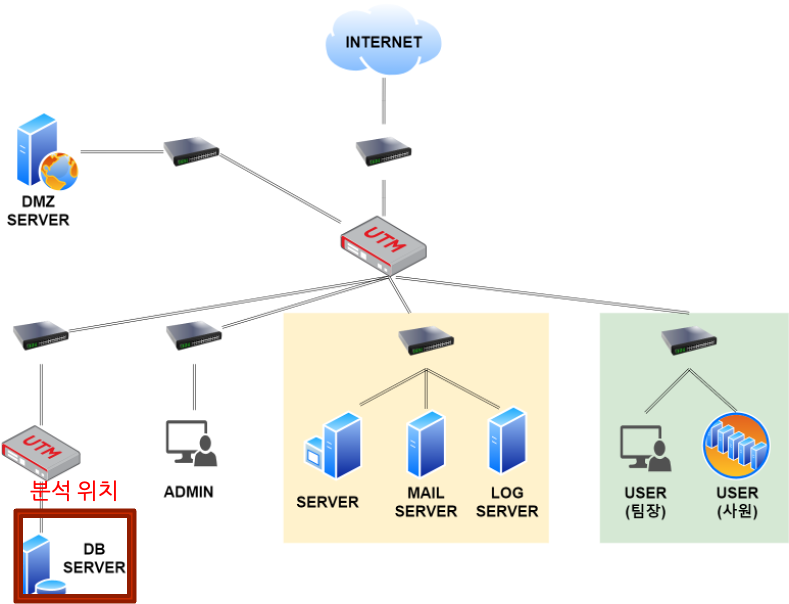 INTERNET
DMZ
SERVER
UTM
UTM
분석 위치
DB
SERVER
ADMIN
SERVER
MAIL
SERVER
LOG
SERVER
USER
(팀장)
USER
(사원)